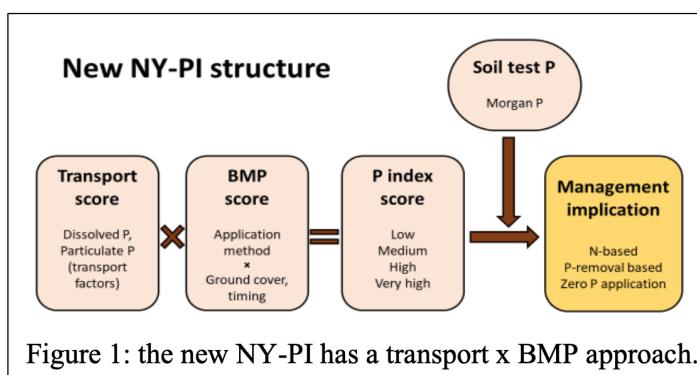 New NY-PI structure
Soil test P
Morgan P
Transport
score
Dissolved P,
Particulate P
(transport
factors)
×
BMP
score
Application
method
×
Ground cover,
timing
=
P index
score
Low
Medium
High
Very high
Management
implication
N-based
P-removal based
Zero P application
Figure 1: the new NY-PI has a transport x BMP approach.